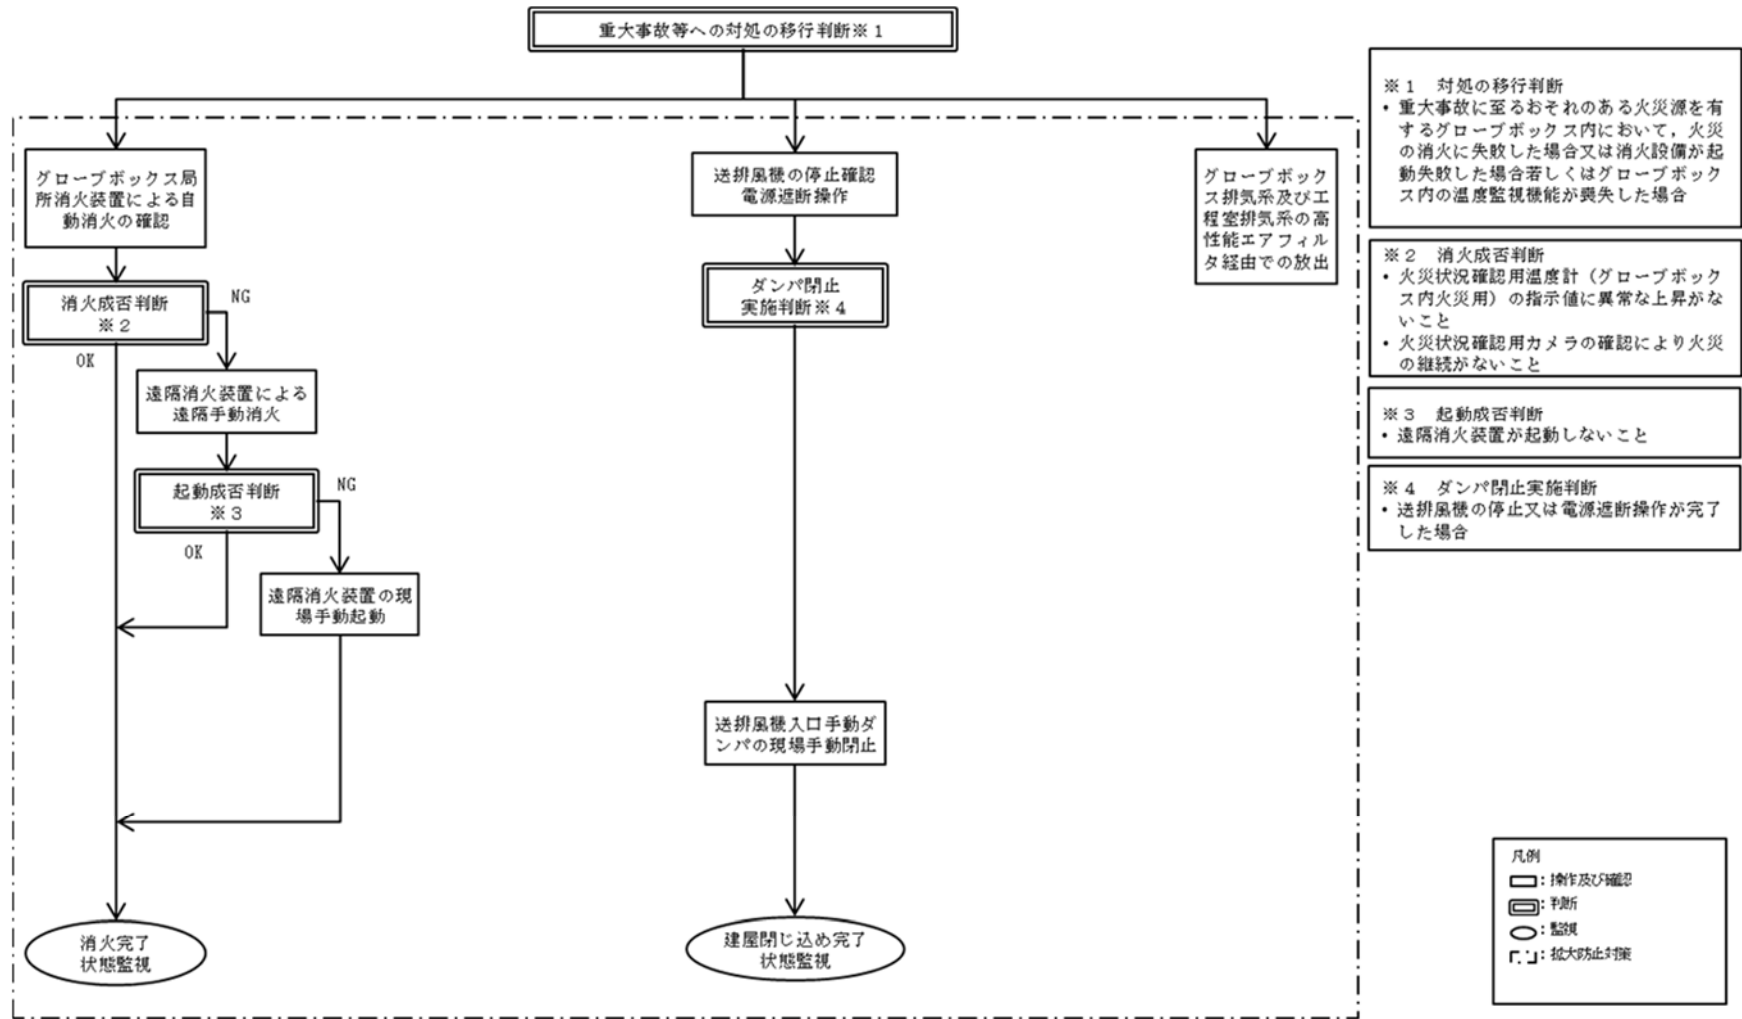 重大事故等への対処の移行判断※１
グローブボックス局
所消火装置による自
動消火の確認
消火成否判断
※２
NG
OK
遠隔消火装置による
遠隔手動消火
起動成否判断
※３
NG
OK
遠隔消火装置の現
場手動起動
消火完了
状態監視
送排風機の停止確認
電源遮断操作
ダンパ閉止
実施判断※４
送排風機入口手動ダ
ンパの現場手動閉止
建屋閉じ込め完了
状態監視
グローブボック
ス排気系及び工
程室排気系の高
性能エアフィル
タ経由での放出
※１　対処の移行判断
・重大事故に至るおそれのある火災源を有
するグローブボックス内において，火災
の消火に失敗した場合又は消火設備が起
動失敗した場合若しくはグローブボック
ス内の温度監視機能が喪失した場合
※２　消火成否判断
・火災状況確認用温度計（グローブボック
ス内火災用）の指示値に異常な上昇がな
いこと
・火災状況確認用カメラの確認により火災
の継続がないこと
※３　起動成否判断
・遠隔消火装置が起動しないこと
※４　ダンパ閉止実施判断
・送排風機の停止又は電源遮断操作が完了
した場合
凡例
：操作及び確認
：判断
：監視
：拡大防止対策